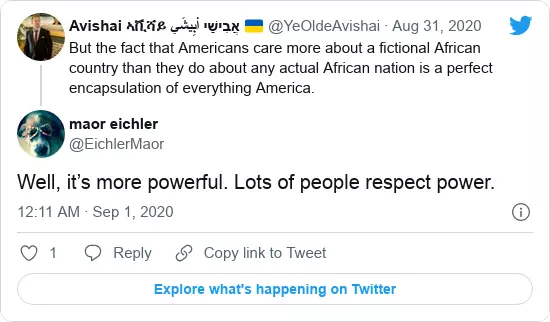 Avishai አቪሻይ אֲבִישַׁי أَبِيشَي 🇺🇦 @YeOldeAvishai · Aug 31, 2020
But the fact that Americans care more about a fictional African
country than they do about any actual African nation is a perfect
encapsulation of everything America.
maor eichler
@EichlerMaor
Well, it’s more powerful. Lots of people respect power.
12:11 AM · Sep 1, 2020
1 Reply Copy link to Tweet
Explore what's happening on Twitter